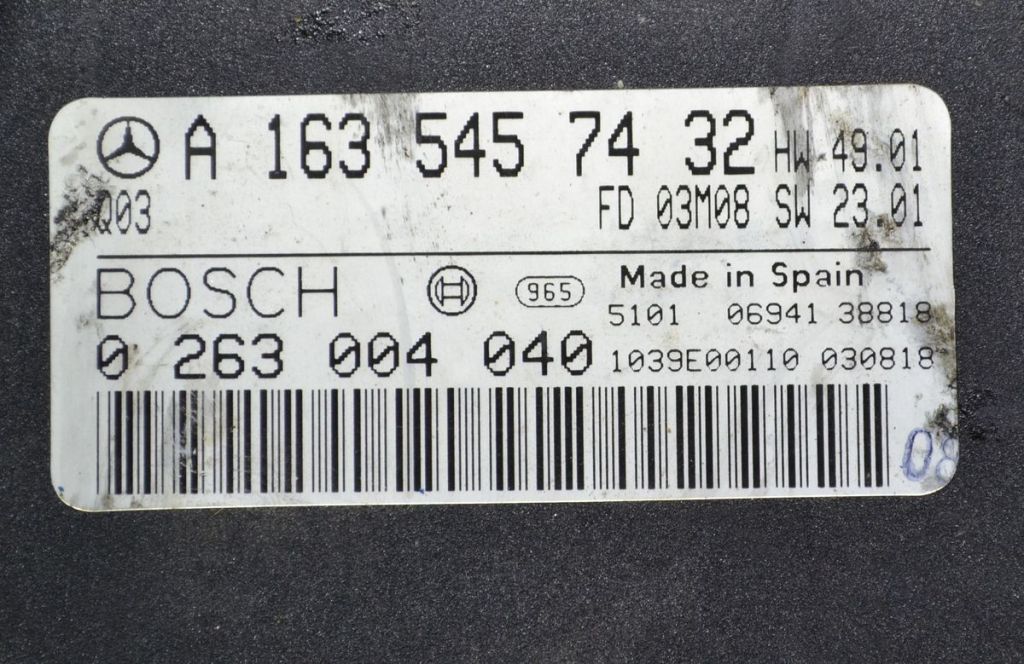 A 163 545 74 32 HW 49.01
Q03 FD 03M08 SW 23.01
BOSCH 965 Made in Spain
5101 06941 38818
0 263 004 040 1039E00110 030818
08